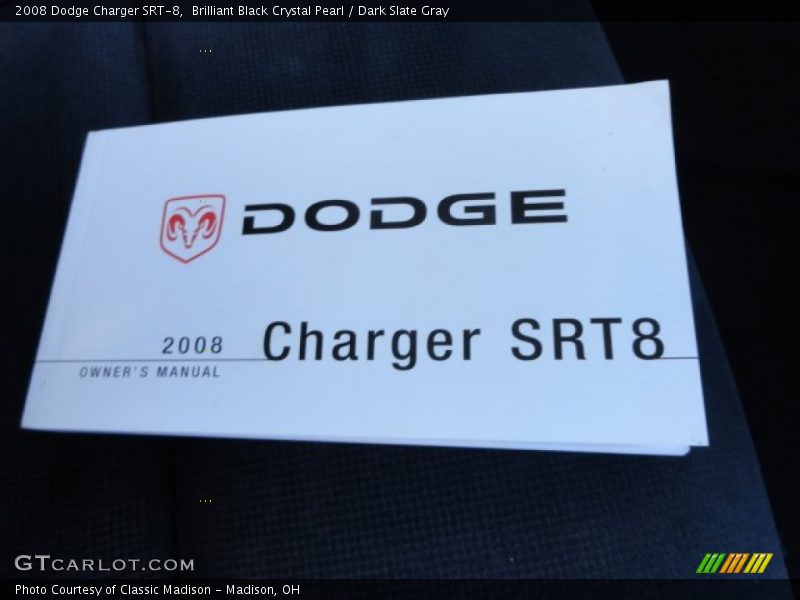 2008 Dodge Charger SRT-8, Brilliant Black Crystal Pearl / Dark Slate Gray
...
DODGE
2008 Charger SRT8
OWNER'S MANUAL
...
GTCARLOT.COM
Photo Courtesy of Classic Madison - Madison, OH